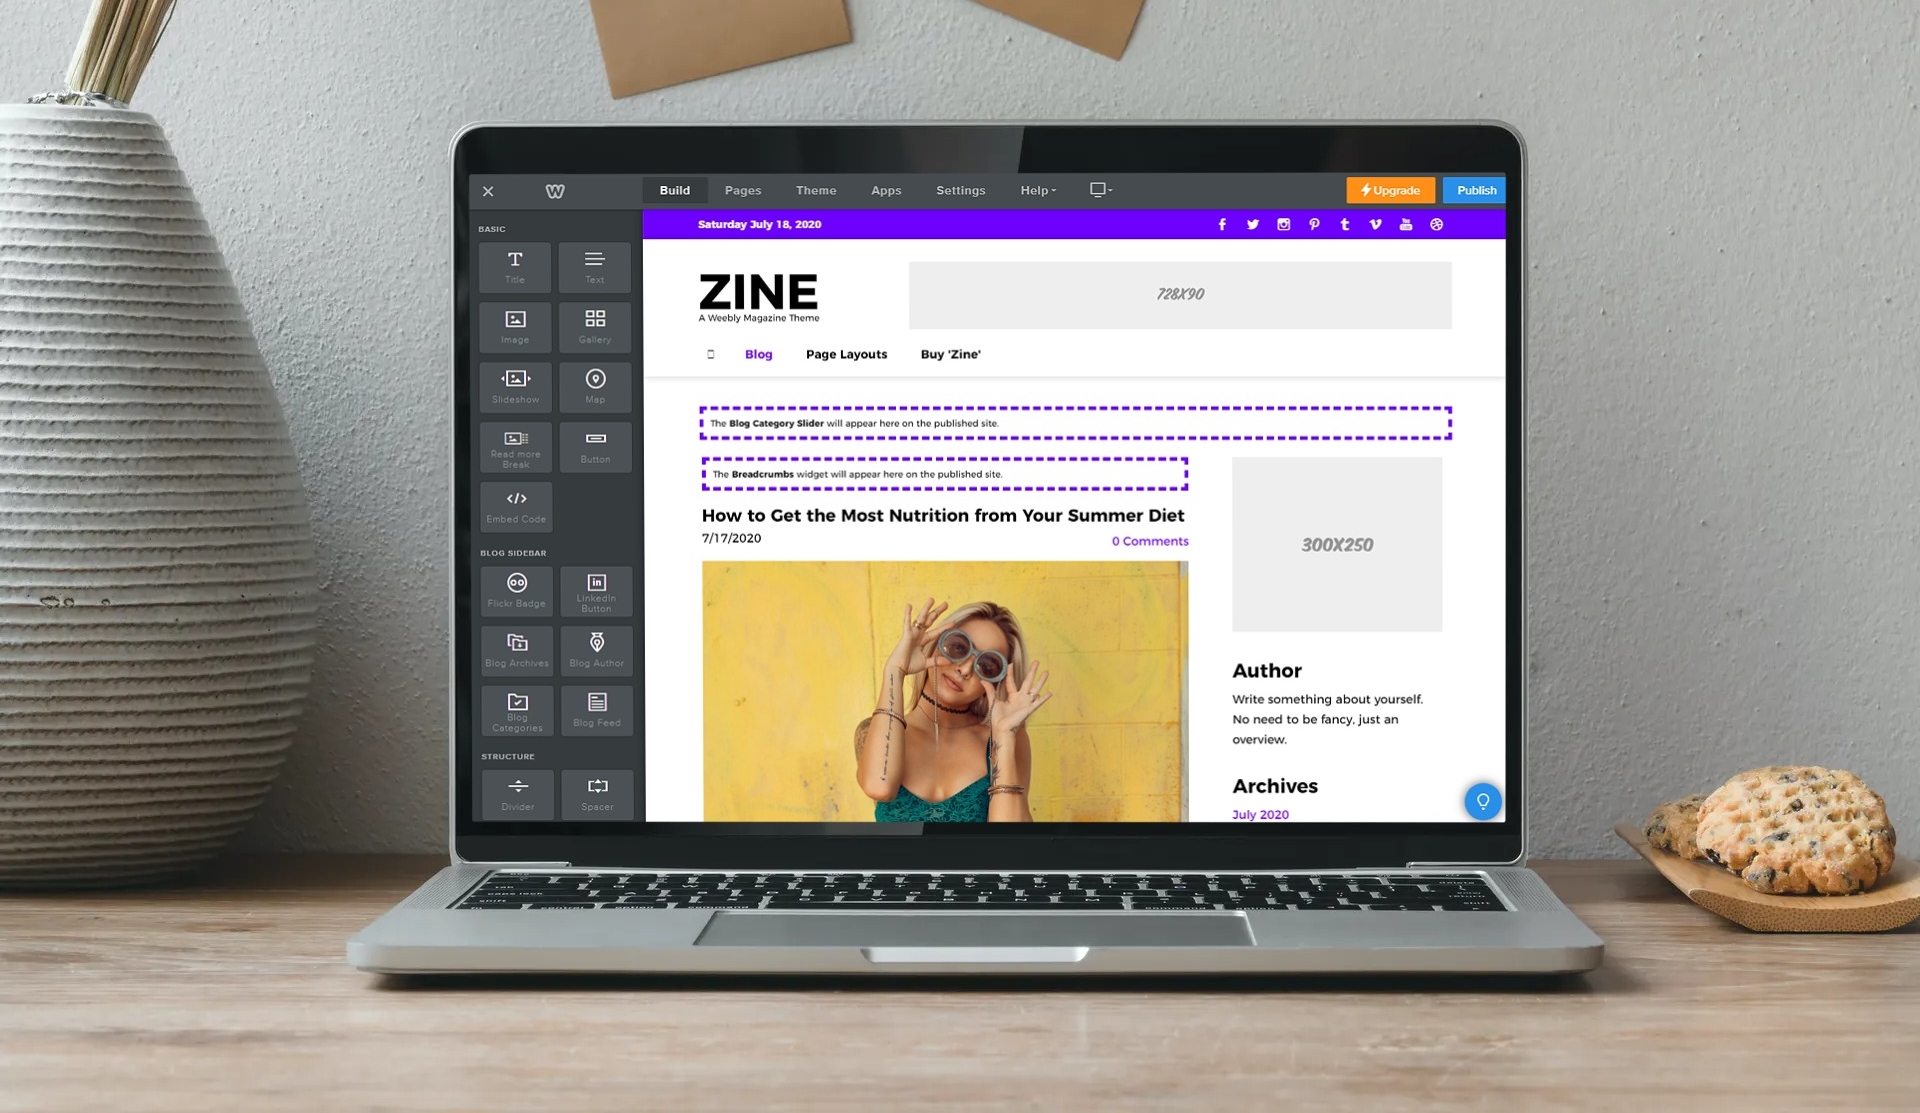 Build Pages Theme Apps Settings Help Upgrade Publish
BASIC
Title Text
Image Gallery
Slideshow Map
Read more
Break
Button
Embed Code
BLOG SIDEBAR
Flickr Badge
LinkedIn
Button
Blog Archives Blog Author
Blog
Categories
Blog Feed
STRUCTURE
Divider Spacer
Saturday July 18, 2020
ZINE
A Weebly Magazine Theme
728X90
Blog Page Layouts Buy 'Zine'
The Blog Category Slider will appear here on the published site.
The Breadcrumbs widget will appear here on the published site.
How to Get the Most Nutrition from Your Summer Diet
7/17/2020
0 Comments
300X250
Author
Write something about yourself.
No need to be fancy, just an
overview.
Archives
July 2020